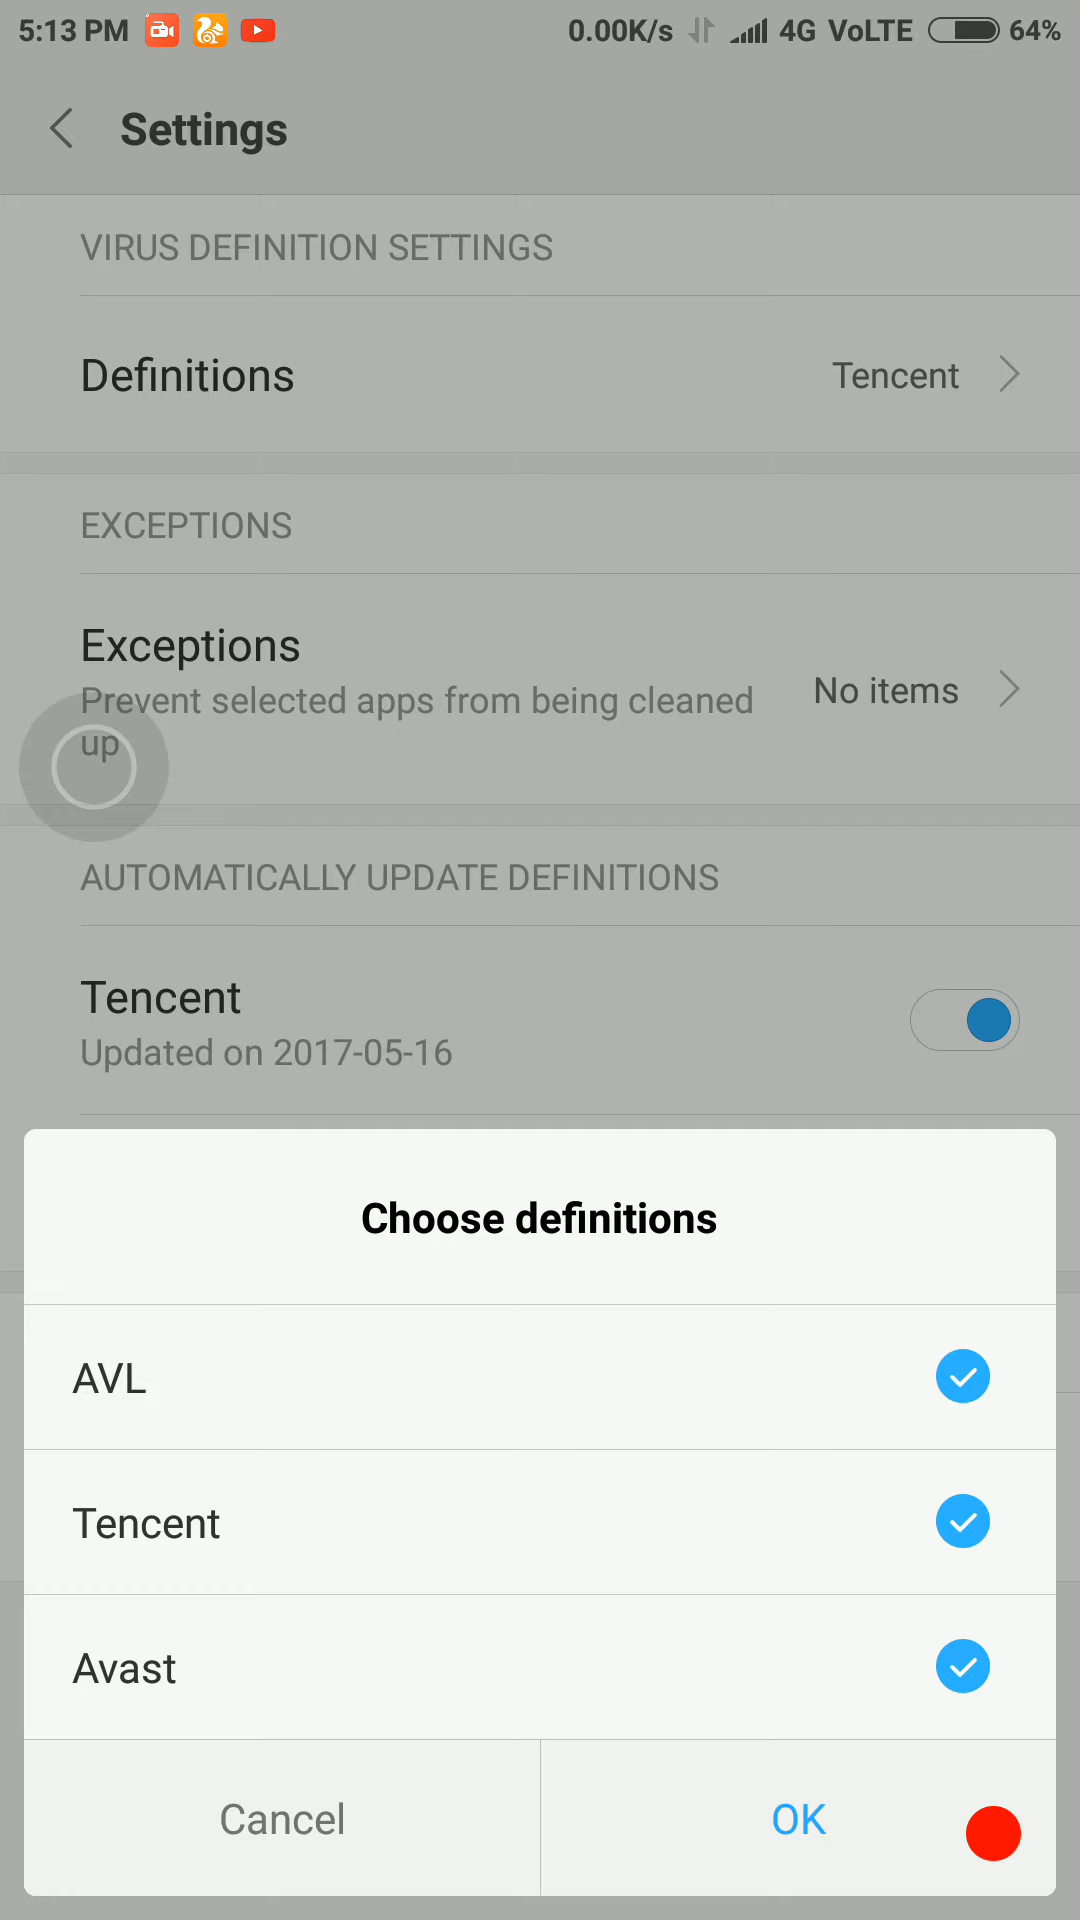 5:13 PM 0.00K/s 4G VoLTE 64%
Settings
VIRUS DEFINITION SETTINGS
Definitions Tencent
EXCEPTIONS
Exceptions
Prevent selected apps from being cleaned
up
No items
AUTOMATICALLY UPDATE DEFINITIONS
Tencent
Updated on 2017-05-16
Choose definitions
AVL
Tencent
Avast
Cancel OK